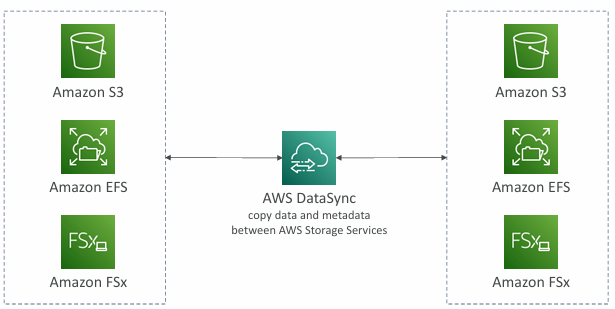 Amazon S3
Amazon EFS
FSx
Amazon FSx
AWS DataSync
copy data and metadata
between AWS Storage Services
Amazon S3
Amazon EFS
FSx
Amazon FSx